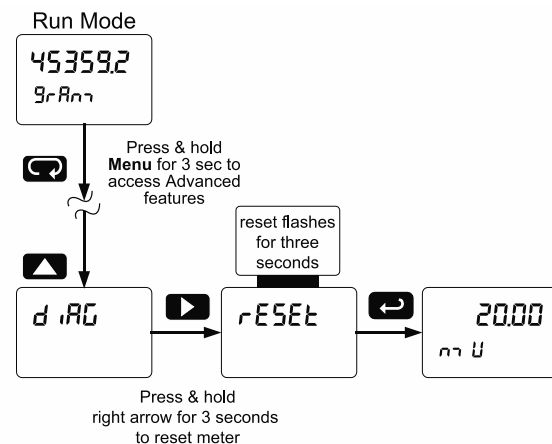 Run Mode
45359.2
grAm
Press & hold
Menu for 3 sec to
access Advanced
features
reset flashes
for three
seconds
diAG
rESEt
20.00
mV
Press & hold
right arrow for 3 seconds
to reset meter